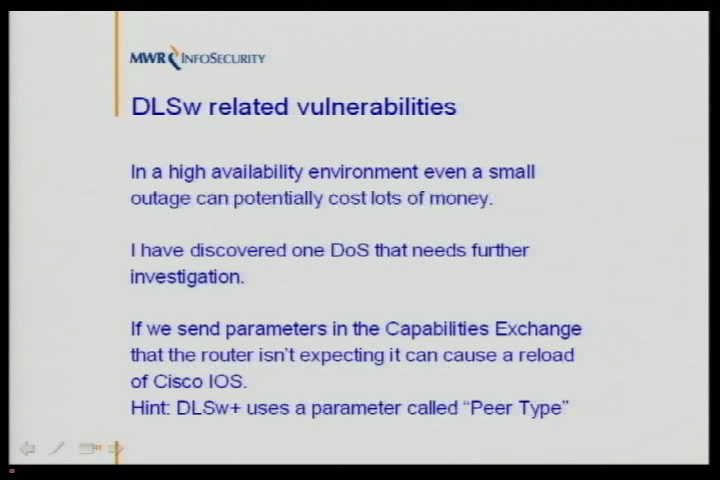 MWR INFOSECURITY
DLSw related vulnerabilities
In a high availability environment even a small
outage can potentially cost lots of money.
I have discovered one DoS that needs further
investigation.
If we send parameters in the Capabilities Exchange
that the router isn't expecting it can cause a reload
of Cisco IOS.
Hint: DLSw+ uses a parameter called "Peer Type"